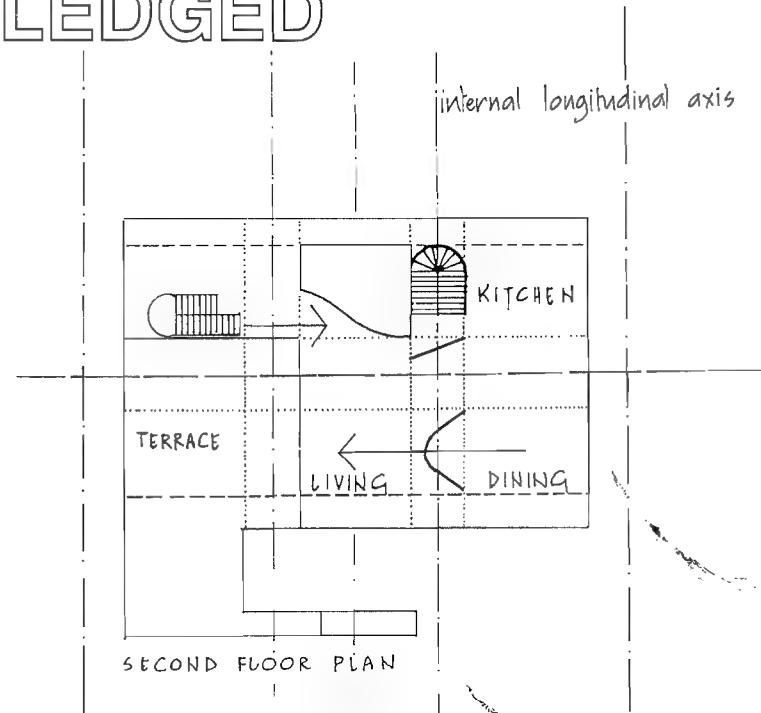 LEDGED
internal longitudinal axis
KITCHEN
TERRACE
LIVING
DINING
SECOND FLOOR PLAN